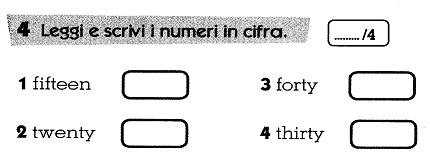 4 Leggi e scrivi i numeri in cifra. ......... /4
1 fifteen 3 forty
2 twenty 4 thirty